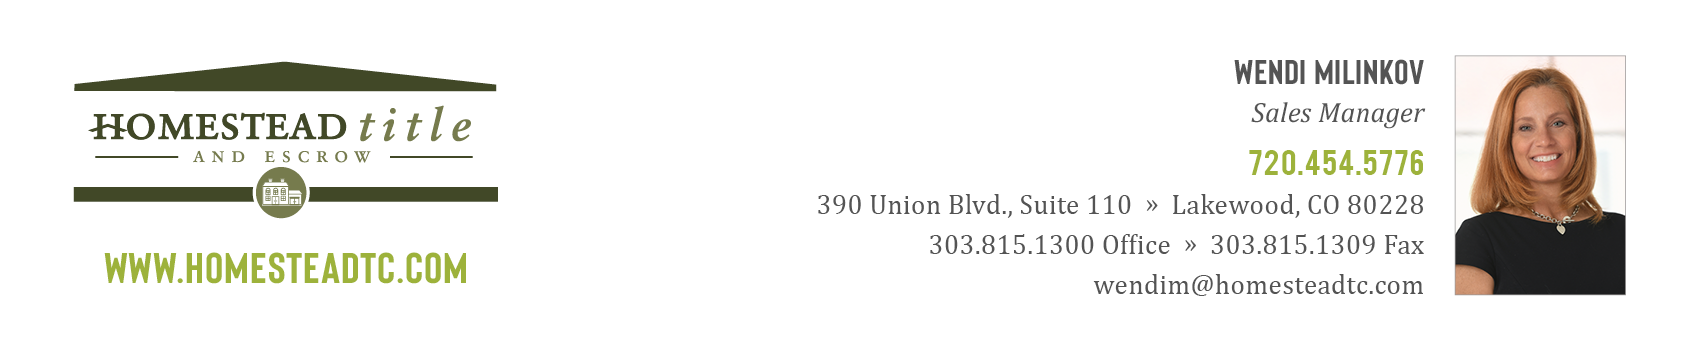 HOMESTEAD title
AND ESCROW
WWW.HOMESTEADTC.COM
WENDI MILINKOV
Sales Manager
720.454.5776
390 Union Blvd., Suite 110 » Lakewood, CO 80228
303.815.1300 Office » 303.815.1309 Fax
wendim@homesteadtc.com